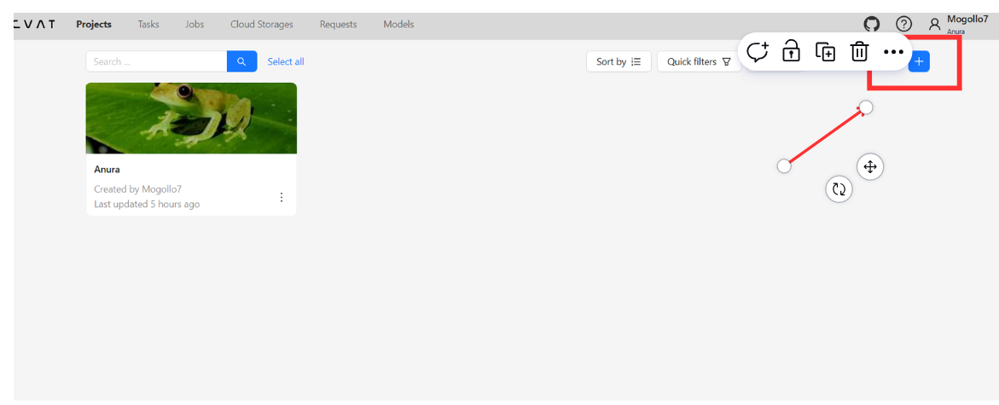 CVAT Projects Tasks Jobs Cloud Storages Requests Models Mogollo7
Anura
Search ... Select all Sort by Quick filters
Anura
Created by Mogollo7
Last updated 5 hours ago